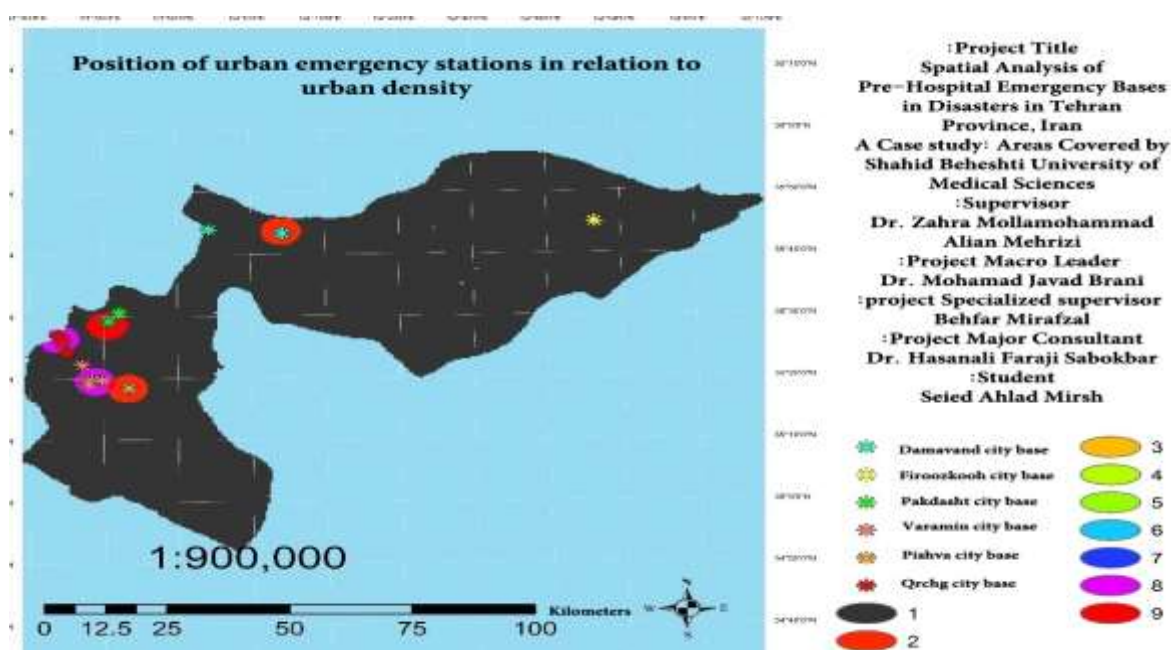 Position of urban emergency stations in relation to
urban density
1:900,000
Kilometers
0 12.5 25 50 75 100
N
W E
S
:Project Title
Spatial Analysis of
Pre-Hospital Emergency Bases
in Disasters in Tehran
Province, Iran
A Case study: Areas Covered by
Shahid Beheshti University of
Medical Sciences
:Supervisor
Dr. Zahra Mollamohammad
Alian Mehrizi
:Project Macro Leader
Dr. Mohamad Javad Brani
:project Specialized supervisor
Behfar Mirafzal
:Project Major Consultant
Dr. Hasanali Faraji Sabokbar
:Student
Seied Ahlad Mirsh
Damavand city base
Firoozkooh city base
Pakdasht city base
Varamin city base
Pishva city base
Qrchg city base
1
2
3
4
5
6
7
8
9